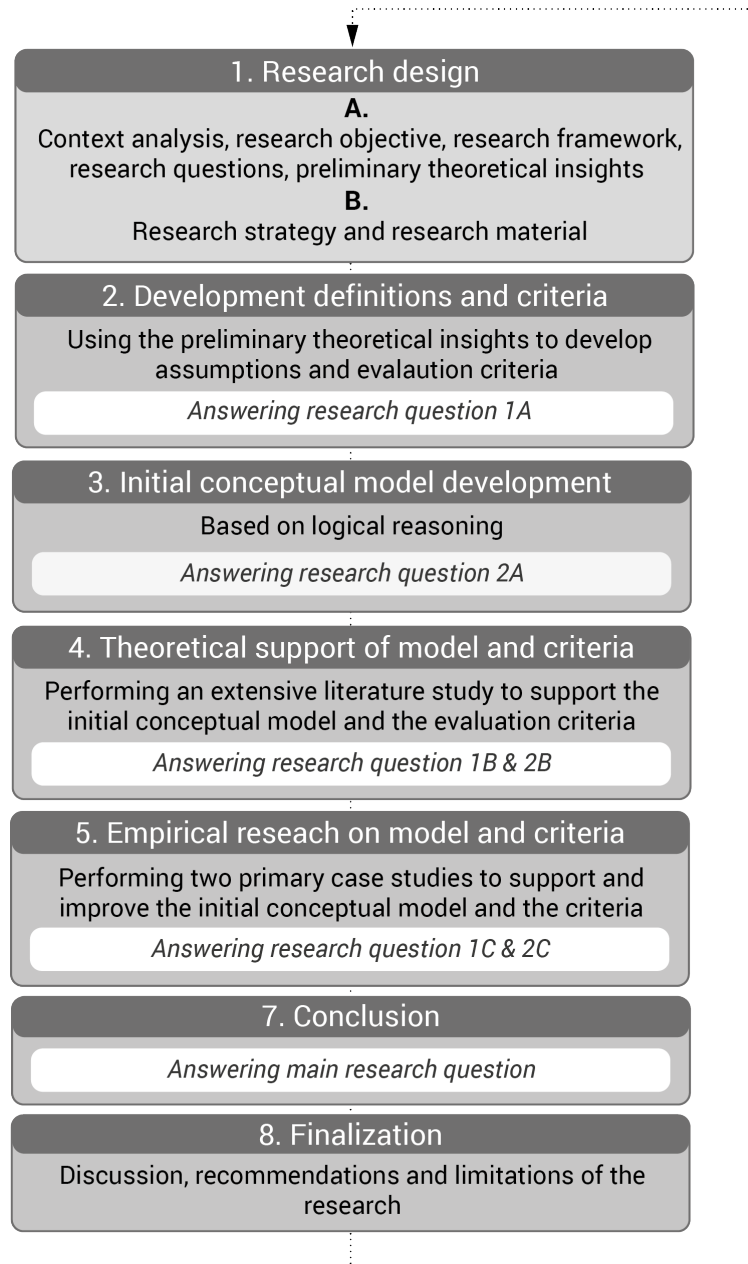 1. Research design
A.
Context analysis, research objective, research framework,
research questions, preliminary theoretical insights
B.
Research strategy and research material
2. Development definitions and criteria
Using the preliminary theoretical insights to develop
assumptions and evalaution criteria
Answering research question 1A
3. Initial conceptual model development
Based on logical reasoning
Answering research question 2A
4. Theoretical support of model and criteria
Performing an extensive literature study to support the
initial conceptual model and the evaluation criteria
Answering research question 1B & 2B
5. Empirical reseach on model and criteria
Performing two primary case studies to support and
improve the initial conceptual model and the criteria
Answering research question 1C & 2C
7. Conclusion
Answering main research question
8. Finalization
Discussion, recommendations and limitations of the
research